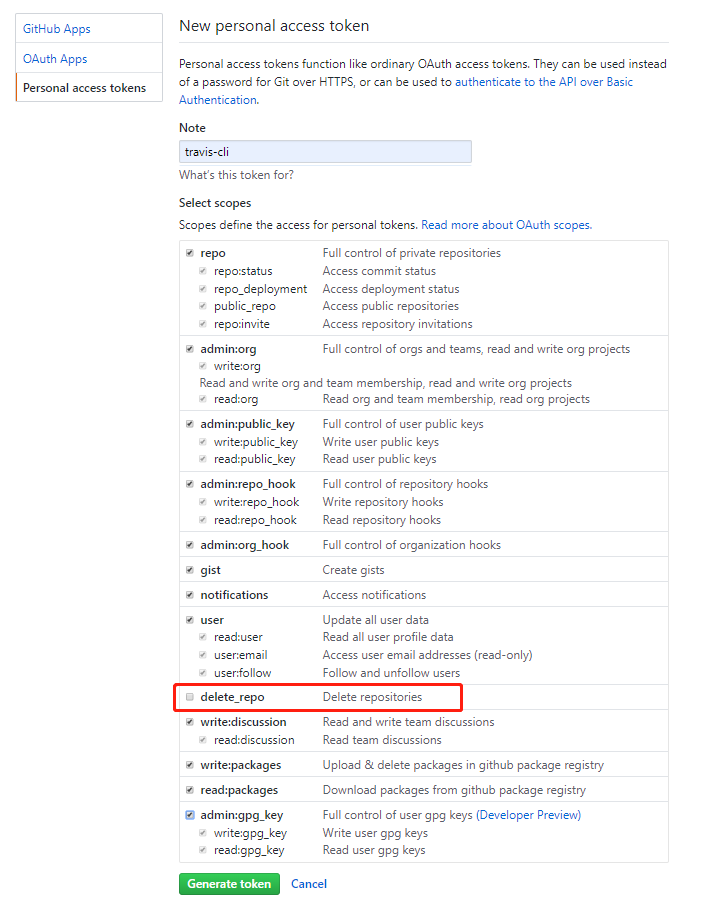 GitHub Apps
OAuth Apps
Personal access tokens
New personal access token
Personal access tokens function like ordinary OAuth access tokens. They can be used instead
of a password for Git over HTTPS, or can be used to authenticate to the API over Basic
Authentication.
Note
travis-cli
What's this token for?
Select scopes
Scopes define the access for personal tokens. Read more about OAuth scopes.
repo Full control of private repositories
repo:status Access commit status
repo_deployment Access deployment status
public_repo Access public repositories
repo:invite Access repository invitations
admin:org Full control of orgs and teams, read and write org projects
write:org
Read and write org and team membership, read and write org projects
read:org Read org and team membership, read org projects
admin:public_key Full control of user public keys
write:public_key Write user public keys
read:public_key Read user public keys
admin:repo_hook Full control of repository hooks
write:repo_hook Write repository hooks
read:repo_hook Read repository hooks
admin:org_hook Full control of organization hooks
gist Create gists
notifications Access notifications
user Update all user data
read:user Read all user profile data
user:email Access user email addresses (read-only)
user:follow Follow and unfollow users
delete_repo Delete repositories
write:discussion Read and write team discussions
read:discussion Read team discussions
write:packages Upload & delete packages in github package registry
read:packages Download packages from github package registry
admin:gpg_key Full control of user gpg keys (Developer Preview)
write:gpg_key Write user gpg keys
read:gpg_key Read user gpg keys
Generate token Cancel